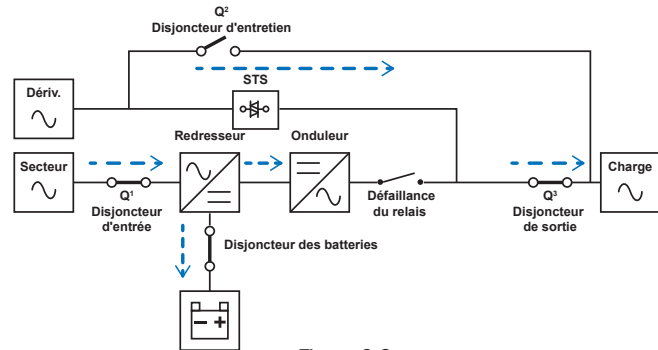 Q²
Disjoncteur d'entretien
Dériv.
STS
Redresseur
Onduleur
Secteur
Charge
Q¹
Disjoncteur
d'entrée
Défaillance
du relais
Q³
Disjoncteur
de sortie
Disjoncteur des batteries